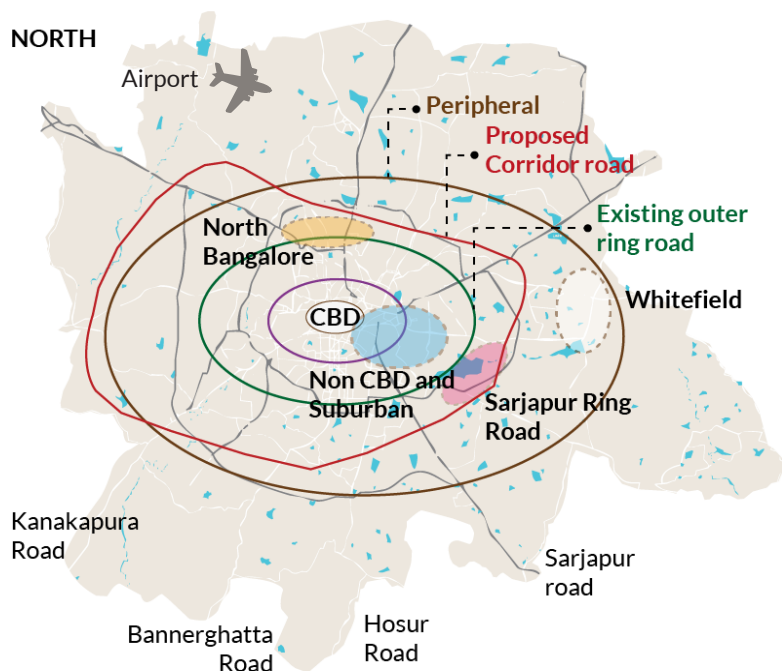 NORTH
Airport
Peripheral
Proposed
Corridor road
Existing outer
ring road
North
Bangalore
Whitefield
CBD
Non CBD and
Suburban
Sarjapur Ring
Road
Kanakapura
Road
Sarjapur
road
Hosur
Road
Bannerghatta
Road